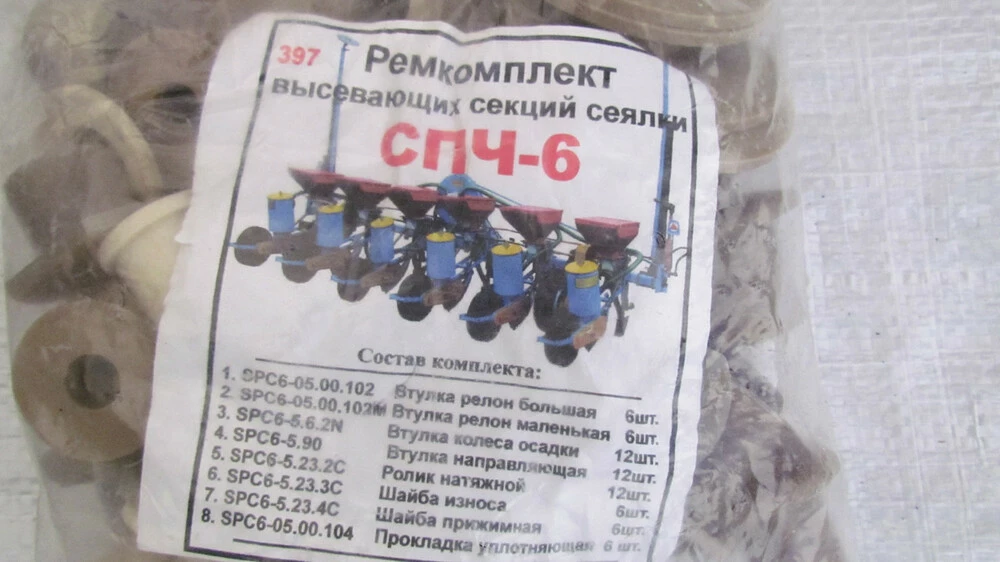 397 Ремкомплект
высевающих секций сеялки
СПЧ-6
Состав комплекта:
1. SPC6-05.00.102 Втулка релон большая 6шт.
2. SPC6-05.00.102М Втулка релон маленькая 6шт.
3. SPC6-5.6.2N Втулка колеса осадки 12шт.
4. SPC6-5.90 Втулка направляющая 12шт.
5. SPC6-5.23.2C Ролик натяжной 12шт.
6. SPC6-5.23.3C Шайба износа 6шт.
7. SPC6-5.23.4C Шайба прижимная 6шт.
8. SPC6-05.00.104 Прокладка уплотняющая 6 шт.